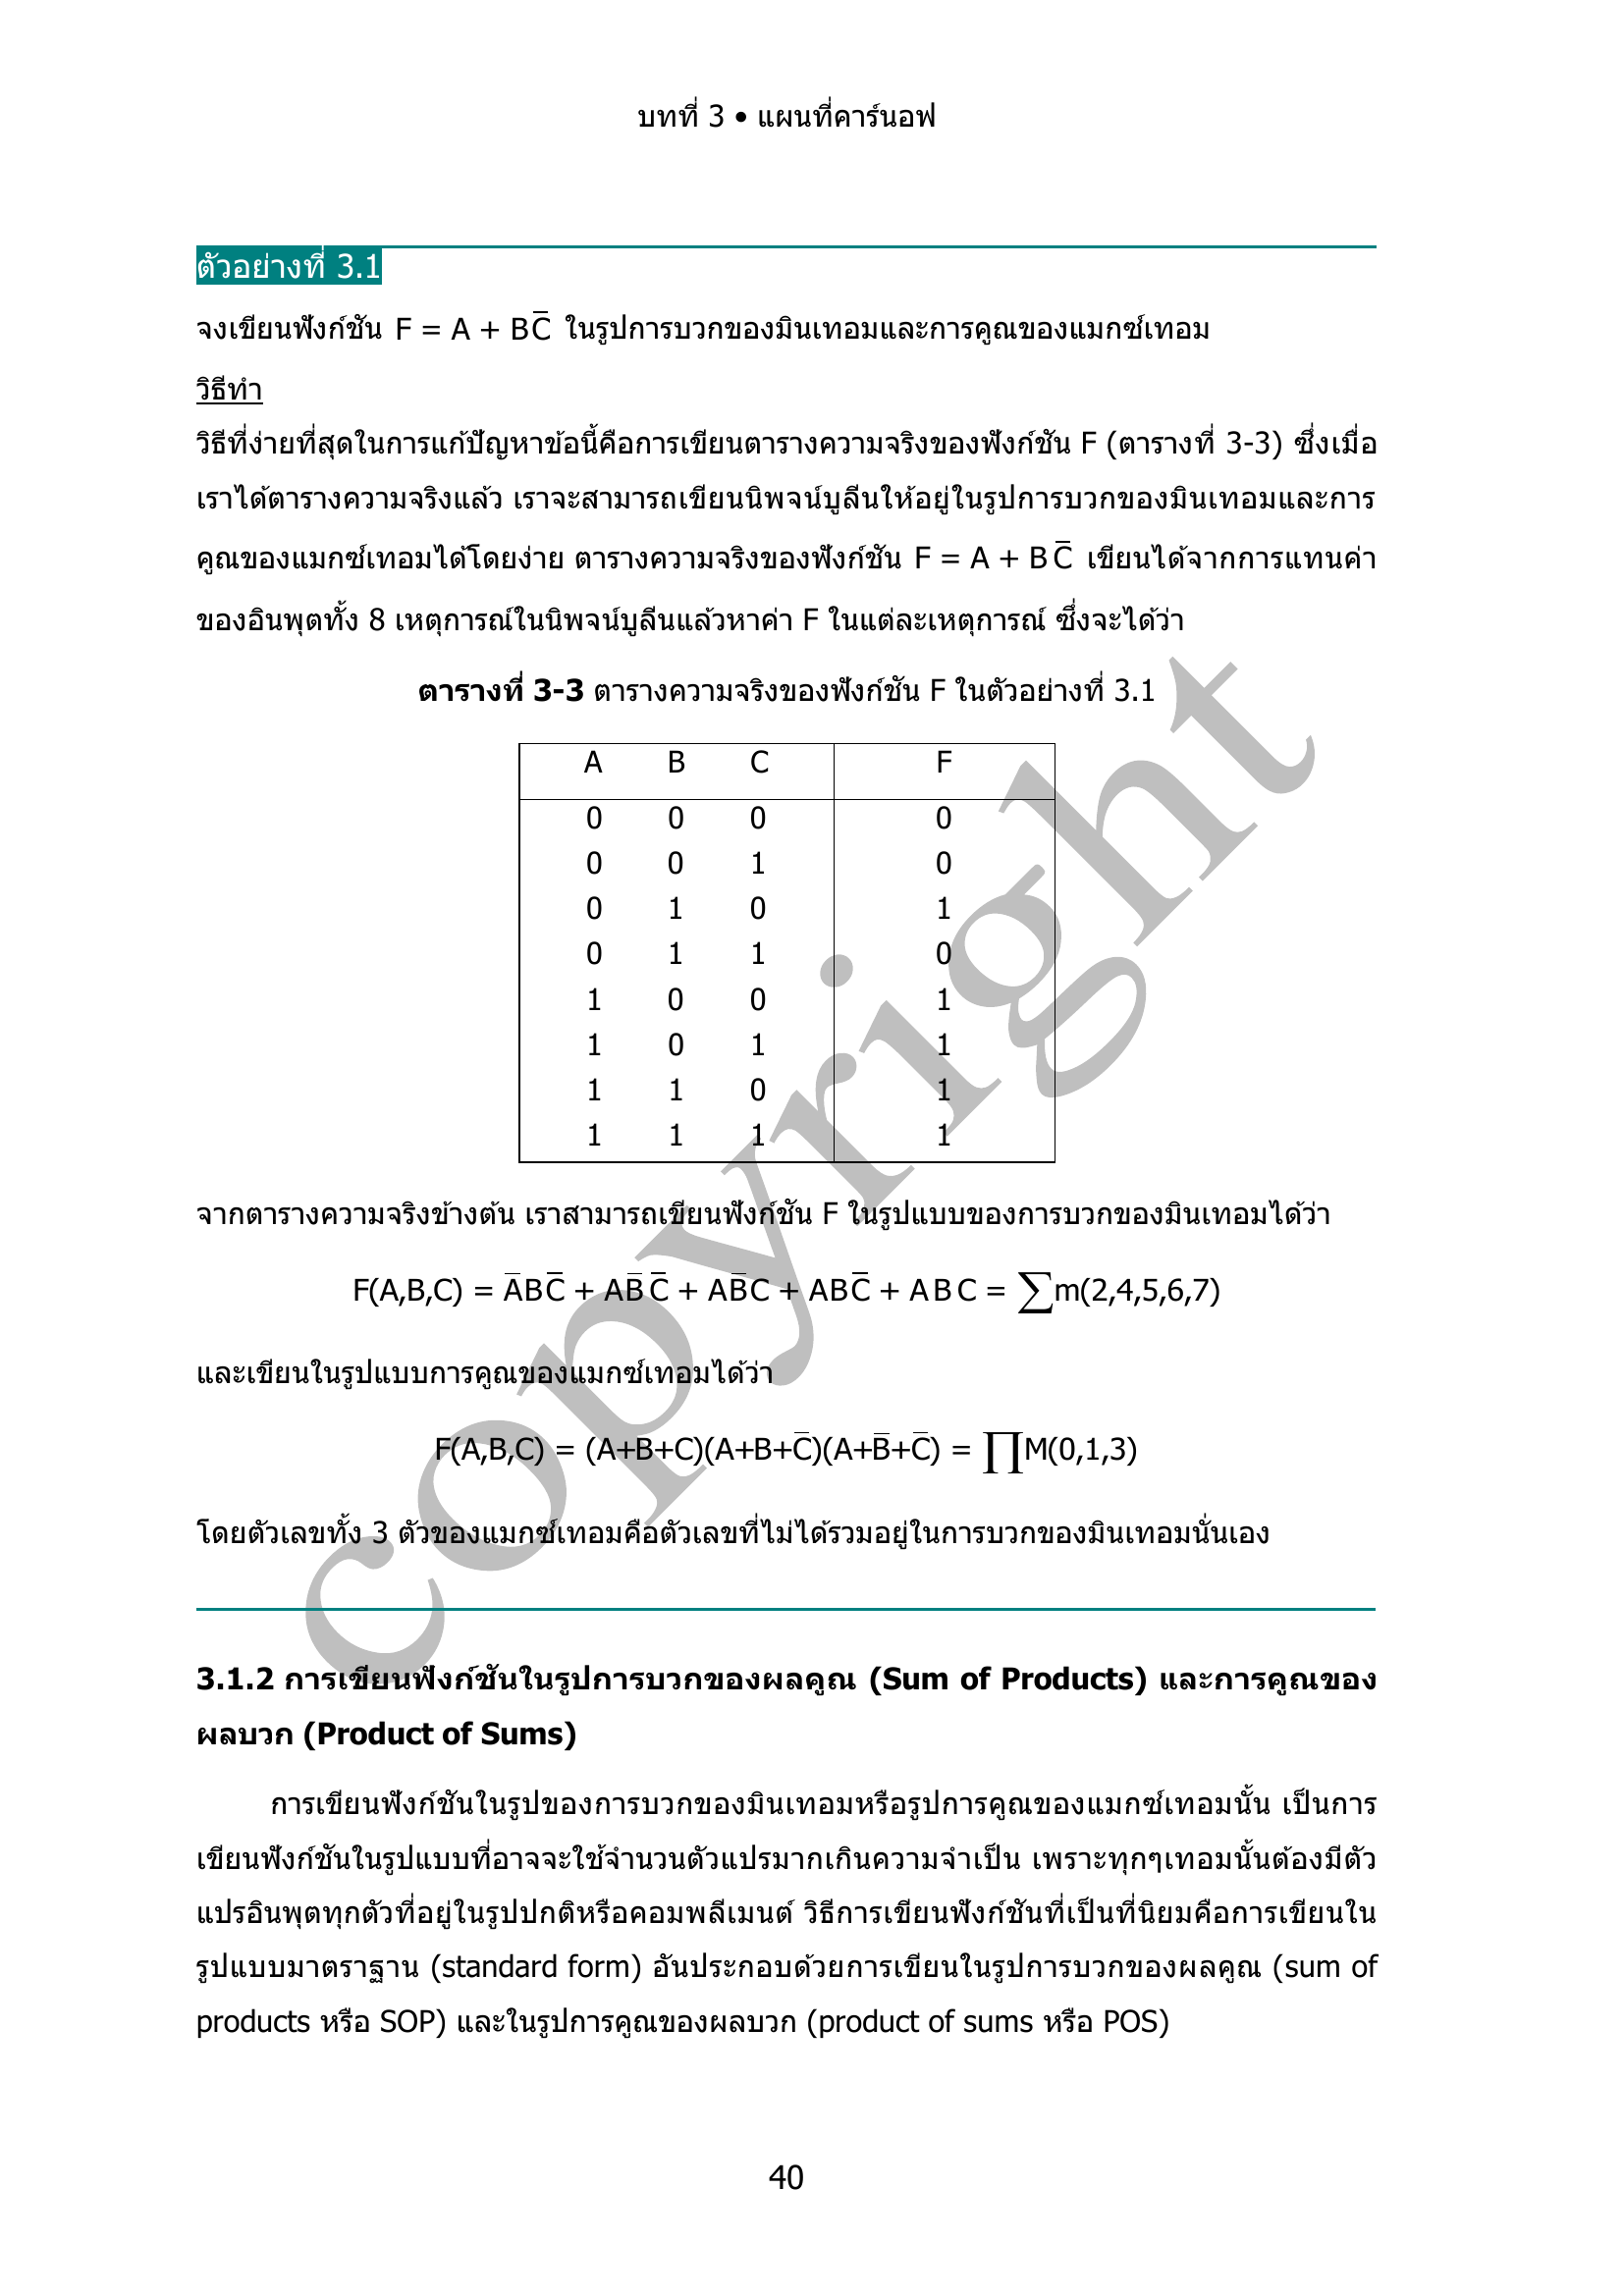 บทที่ 3 • แผนที่คาร์นอฟ
ตัวอย่างที่ 3.1
จงเขียนฟังก์ชัน F = A + BC̅ ในรูปการบวกของมินเทอมและการคูณของแมกซ์เทอม
วิธีทำ
วิธีที่ง่ายที่สุดในการแก้ปัญหาข้อนี้คือการเขียนตารางความจริงของฟังก์ชัน F (ตารางที่ 3-3) ซึ่งเมื่อ
เราได้ตารางความจริงแล้ว เราจะสามารถเขียนนิพจน์บูลีนให้อยู่ในรูปการบวกของมินเทอมและการ
คูณของแมกซ์เทอมได้โดยง่าย ตารางความจริงของฟังก์ชัน F = A + BC̅ เขียนได้จากการแทนค่า
ของอินพุตทั้ง 8 เหตุการณ์ในนิพจน์บูลีนแล้วหาค่า F ในแต่ละเหตุการณ์ ซึ่งจะได้ว่า
ตารางที่ 3-3 ตารางความจริงของฟังก์ชัน F ในตัวอย่างที่ 3.1
A B C F
0 0 0 0
0 0 1 0
0 1 0 1
0 1 1 0
1 0 0 1
1 0 1 1
1 1 0 1
1 1 1 1
จากตารางความจริงข้างต้น เราสามารถเขียนฟังก์ชัน F ในรูปแบบของการบวกของมินเทอมได้ว่า
F(A,B,C) = A̅BC̅ + AB̅C̅ + AB̅C + ABC̅ + ABC = ∑m(2,4,5,6,7)
และเขียนในรูปแบบการคูณของแมกซ์เทอมได้ว่า
F(A,B,C) = (A+B+C)(A+B+C̅)(A+B̅+C̅) = ∏M(0,1,3)
โดยตัวเลขทั้ง 3 ตัวของแมกซ์เทอมคือตัวเลขที่ไม่ได้รวมอยู่ในการบวกของมินเทอมนั่นเอง
3.1.2 การเขียนฟังก์ชันในรูปการบวกของผลคูณ (Sum of Products) และการคูณของ
ผลบวก (Product of Sums)
การเขียนฟังก์ชันในรูปของการบวกของมินเทอมหรือรูปการคูณของแมกซ์เทอมนั้น เป็นการ
เขียนฟังก์ชันในรูปแบบที่อาจจะใช้จำนวนตัวแปรมากเกินความจำเป็น เพราะทุกๆเทอมนั้นต้องมีตัว
แปรอินพุตทุกตัวที่อยู่ในรูปปกติหรือคอมพลีเมนต์ วิธีการเขียนฟังก์ชันที่เป็นที่นิยมคือการเขียนใน
รูปแบบมาตราฐาน (standard form) อันประกอบด้วยการเขียนในรูปการบวกของผลคูณ (sum of
products หรือ SOP) และในรูปการคูณของผลบวก (product of sums หรือ POS)
40
copyright